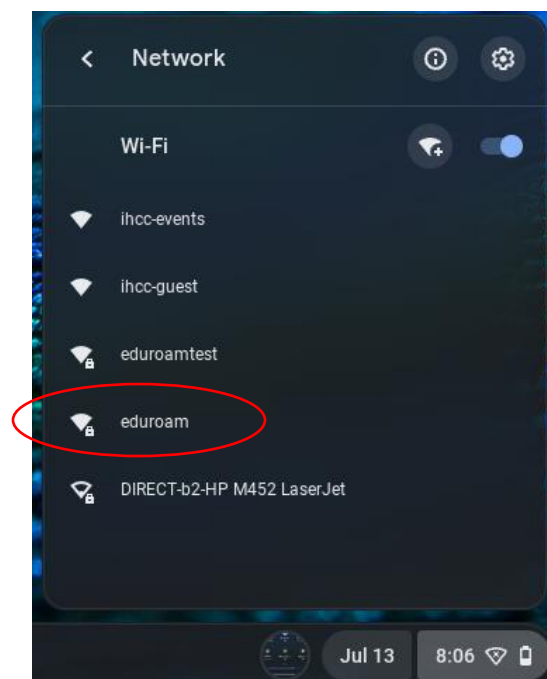 Network
Wi-Fi
ihcc-events
ihcc-guest
eduroamtest
eduroam
DIRECT-b2-HP M452 LaserJet
Jul 13 8:06